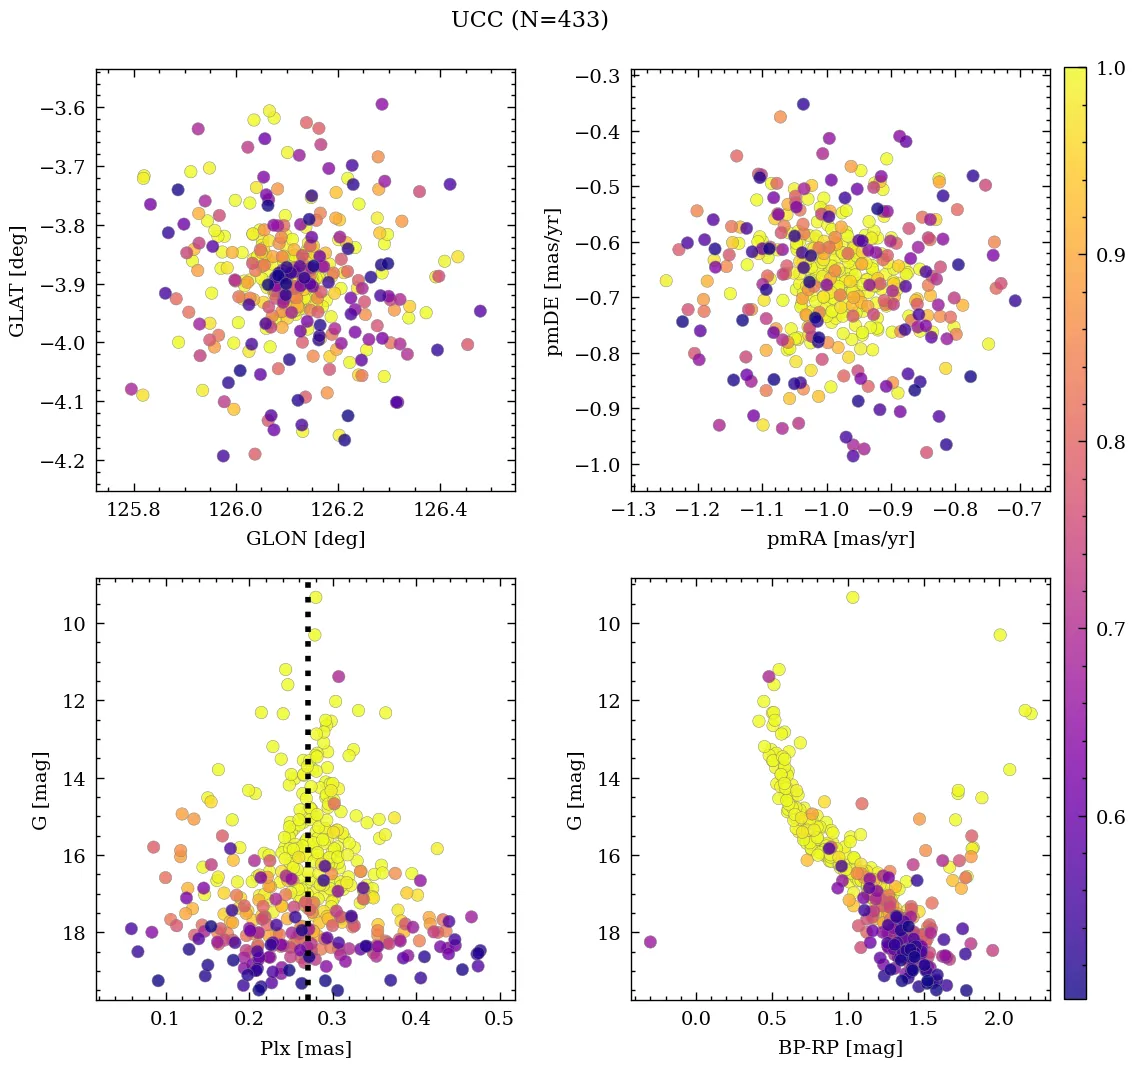 UCC (N=433)
−3.6
−3.7
−3.8
−3.9
−4.0
−4.1
−4.2
GLAT [deg]
125.8 126.0 126.2 126.4
GLON [deg]
−0.3
−0.4
−0.5
−0.6
−0.7
−0.8
−0.9
−1.0
pmDE [mas/yr]
−1.3 −1.2 −1.1 −1.0 −0.9 −0.8 −0.7
pmRA [mas/yr]
1.0
0.9
0.8
0.7
0.6
10
12
14
16
18
G [mag]
0.1 0.2 0.3 0.4 0.5
Plx [mas]
10
12
14
16
18
G [mag]
0.0 0.5 1.0 1.5 2.0
BP-RP [mag]